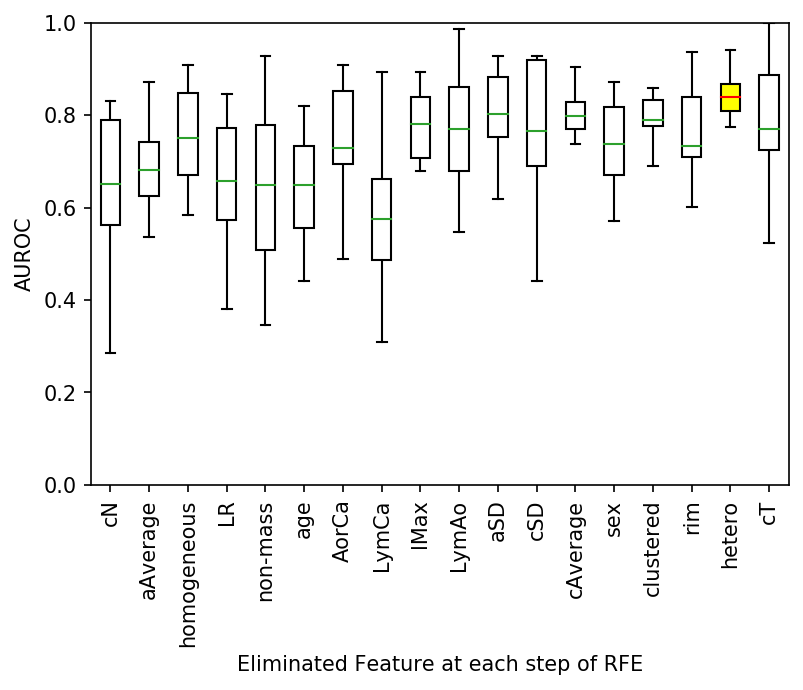 1.0
0.8
0.6
0.4
0.2
0.0
AUROC
cN
aAverage
homogeneous
LR
non-mass
age
AorCa
LymCa
lMax
LymAo
aSD
cSD
cAverage
sex
clustered
rim
hetero
cT
Eliminated Feature at each step of RFE